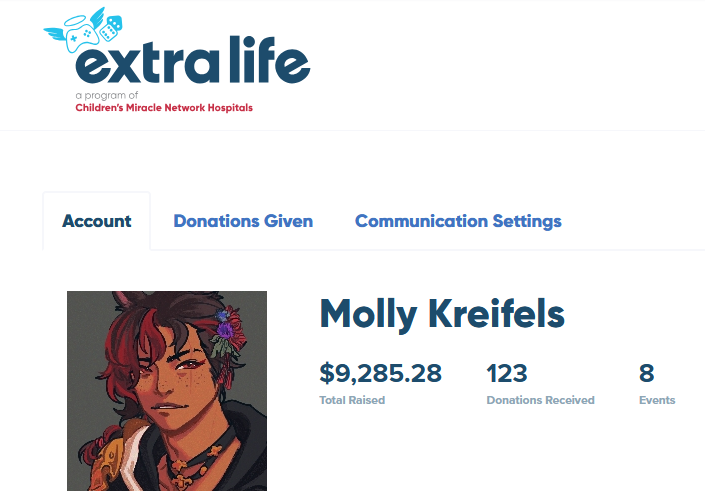 extra life
a program of
Children's Miracle Network Hospitals
Account Donations Given Communication Settings
Molly Kreifels
$9,285.28 123 8
Total Raised Donations Received Events